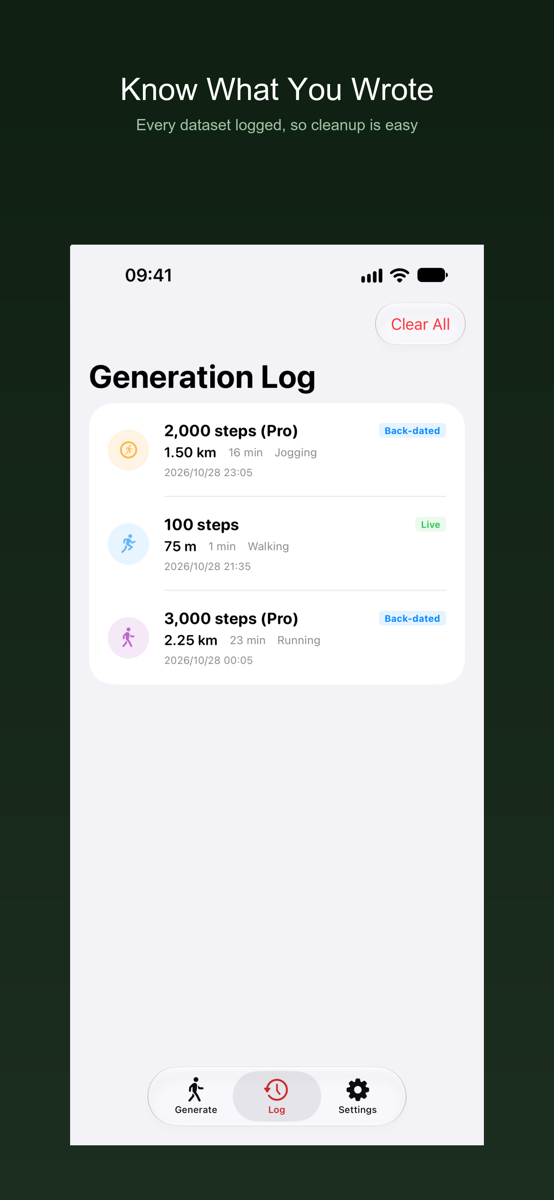 Know What You Wrote
Every dataset logged, so cleanup is easy
09:41
Clear All
Generation Log
2,000 steps (Pro)
Back-dated
1.50 km 16 min Jogging
2026/10/28 23:05
100 steps
Live
75 m 1 min Walking
2026/10/28 21:35
3,000 steps (Pro)
Back-dated
2.25 km 23 min Running
2026/10/28 00:05
Generate
Log
Settings